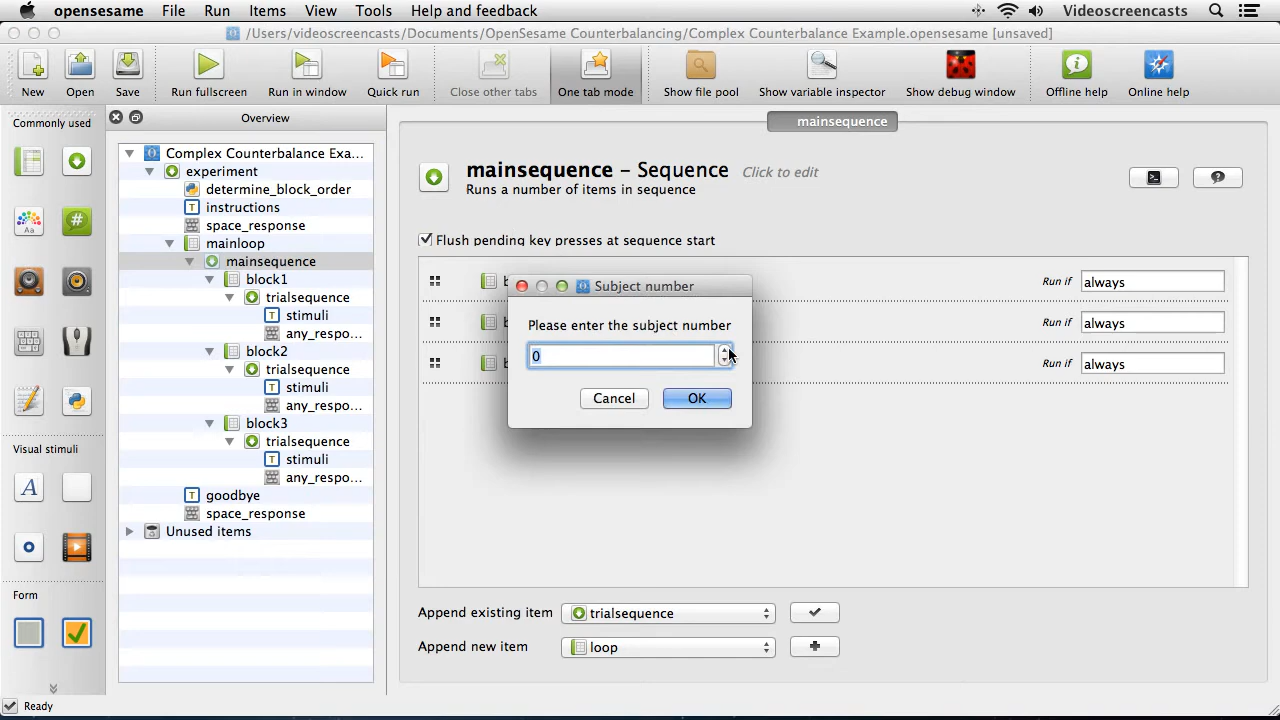 opensesame File Run Items View Tools Help and feedback Videoscreencasts
/Users/videoscreencasts/Documents/OpenSesame Counterbalancing/Complex Counterbalance Example.opensesame [unsaved]
New Open Save Run fullscreen Run in window Quick run Close other tabs One tab mode Show file pool Show variable inspector Show debug window Offline help Online help
Commonly used
Aa
A
Visual stimuli
Form
Overview
Complex Counterbalance Exa...
experiment
determine_block_order
T instructions
space_response
mainloop
mainsequence
block1
trialsequence
T stimuli
any_respo...
block2
trialsequence
T stimuli
any_respo...
block3
trialsequence
T stimuli
any_respo...
T goodbye
space_response
Unused items
mainsequence
mainsequence – Sequence Click to edit
Runs a number of items in sequence
Flush pending key presses at sequence start
Run if always
Run if always
Run if always
Subject number
Please enter the subject number
0
Cancel OK
Append existing item trialsequence
Append new item loop
Ready